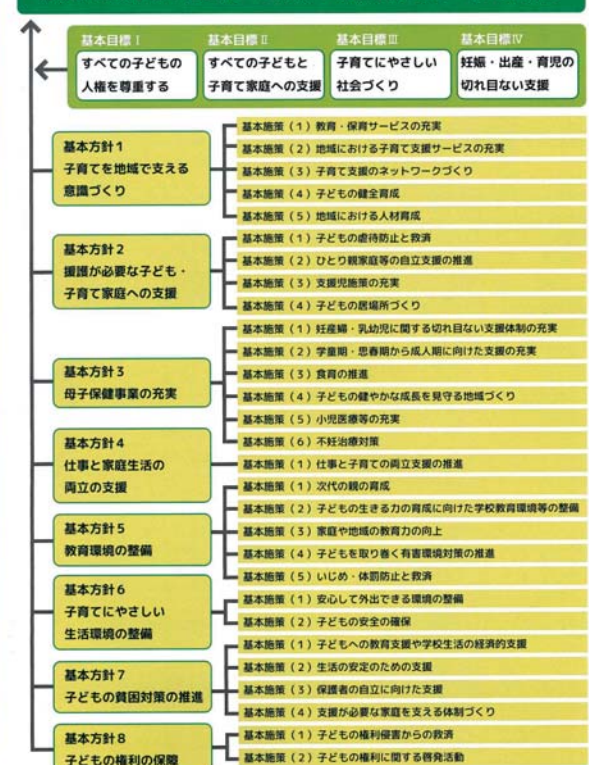 基本目標Ⅰ
すべての子どもの
人権を尊重する
基本目標Ⅱ
すべての子どもと
子育て家庭への支援
基本目標Ⅲ
子育てにやさしい
社会づくり
基本目標Ⅳ
妊娠・出産・育児の
切れ目ない支援
基本方針1
子育てを地域で支える
意識づくり
基本施策（1）教育・保育サービスの充実
基本施策（2）地域における子育て支援サービスの充実
基本施策（3）子育て支援のネットワークづくり
基本施策（4）子どもの健全育成
基本施策（5）地域における人材育成
基本方針2
援護が必要な子ども・
子育て家庭への支援
基本施策（1）子どもの虐待防止と救済
基本施策（2）ひとり親家庭等の自立支援の推進
基本施策（3）支援児施策の充実
基本施策（4）子どもの居場所づくり
基本方針3
母子保健事業の充実
基本施策（1）妊産婦・乳幼児に関する切れ目ない支援体制の充実
基本施策（2）学童期・思春期から成人期に向けた支援の充実
基本施策（3）食育の推進
基本施策（4）子どもの健やかな成長を見守る地域づくり
基本施策（5）小児医療等の充実
基本施策（6）不妊治療対策
基本方針4
仕事と家庭生活の
両立の支援
基本施策（1）仕事と子育ての両立支援の推進
基本方針5
教育環境の整備
基本施策（1）次代の親の育成
基本施策（2）子どもの生きる力の育成に向けた学校教育環境等の整備
基本施策（3）家庭や地域の教育力の向上
基本施策（4）子どもを取り巻く有害環境対策の推進
基本施策（5）いじめ・体罰防止と救済
基本方針6
子育てにやさしい
生活環境の整備
基本施策（1）安心して外出できる環境の整備
基本施策（2）子どもの安全の確保
基本方針7
子どもの貧困対策の推進
基本施策（1）子どもへの教育支援や学校生活の経済的支援
基本施策（2）生活の安定のための支援
基本施策（3）保護者の自立に向けた支援
基本施策（4）支援が必要な家庭を支える体制づくり
基本方針8
子どもの権利の保障
基本施策（1）子どもの権利侵害からの救済
基本施策（2）子どもの権利に関する啓発活動